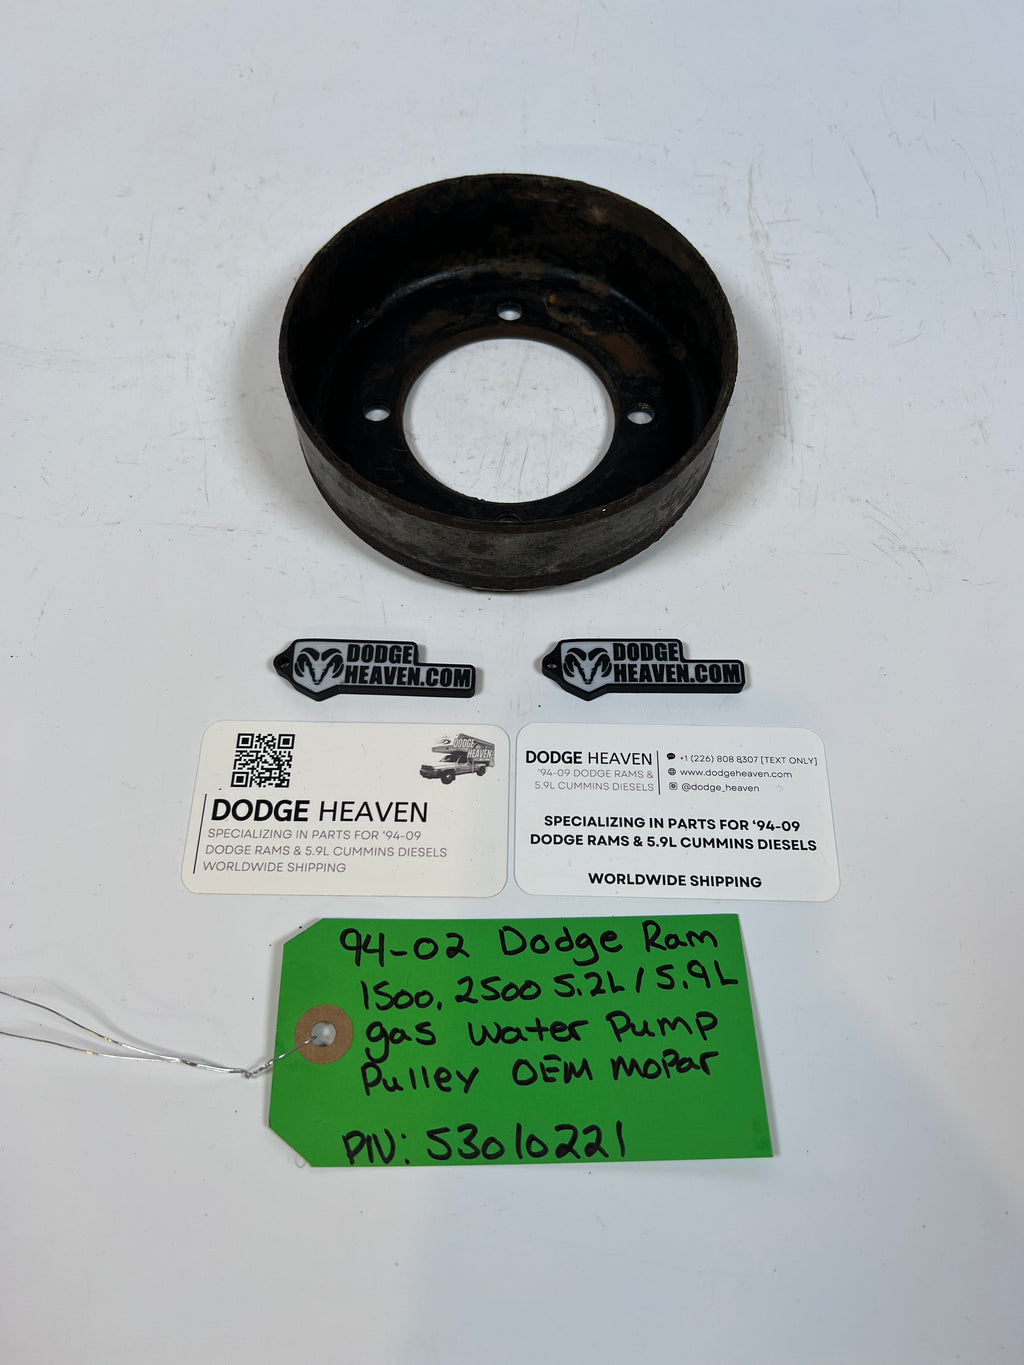 DODGE
HEAVEN.COM
DODGE
HEAVEN.COM
DODGE
HEAVEN
DODGE HEAVEN
SPECIALIZING IN PARTS FOR '94-09
DODGE RAMS & 5.9L CUMMINS DIESELS
WORLDWIDE SHIPPING
DODGE HEAVEN
'94-09 DODGE RAMS &
5.9L CUMMINS DIESELS
+1 (226) 808 8307 [TEXT ONLY]
www.dodgeheaven.com
@dodge_heaven
SPECIALIZING IN PARTS FOR '94-09
DODGE RAMS & 5.9L CUMMINS DIESELS
WORLDWIDE SHIPPING
94-02 Dodge Ram
1500, 2500 5.2L / 5.9L
gas Water Pump
Pulley OEM Mopar
P/N: 53010221